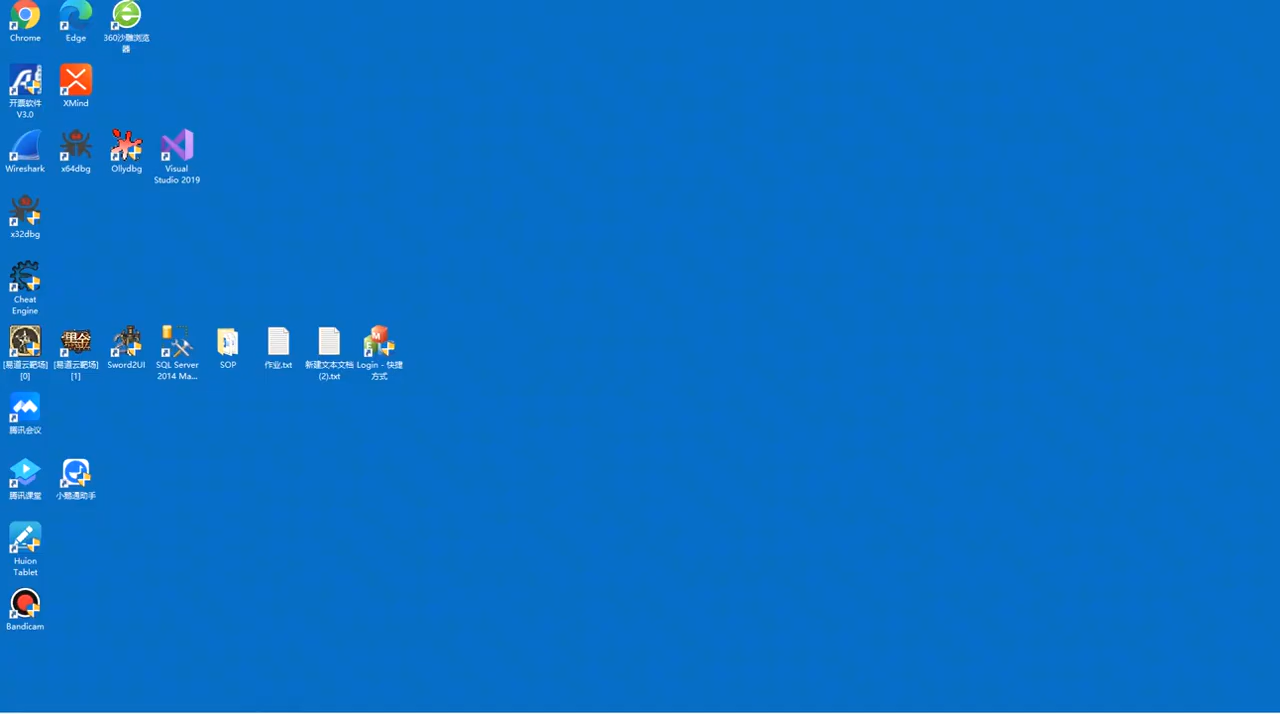 Chrome
Edge
360沙雕浏览
器
开票软件
V3.0
XMind
Wireshark
x64dbg
Ollydbg
Visual
Studio 2019
x32dbg
Cheat
Engine
[易道云靶场]
[0]
[易道云靶场]
[1]
Sword2UI
SQL Server
2014 Ma...
SOP
作业.txt
新建文本文档
(2).txt
Login - 快捷
方式
腾讯会议
腾讯课堂
小鹅通助手
Huion
Tablet
Bandicam